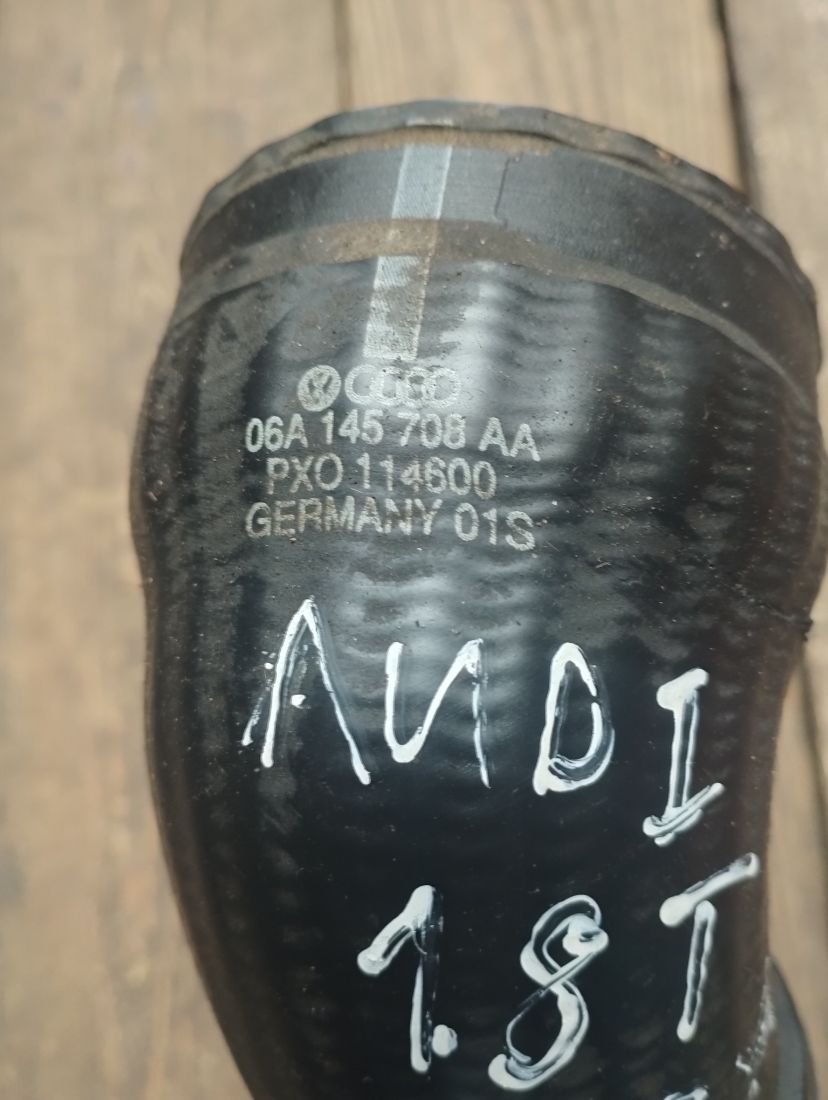 06A 145 708 AA
PXO 114600
GERMANY 01S
AUDI
1.8T